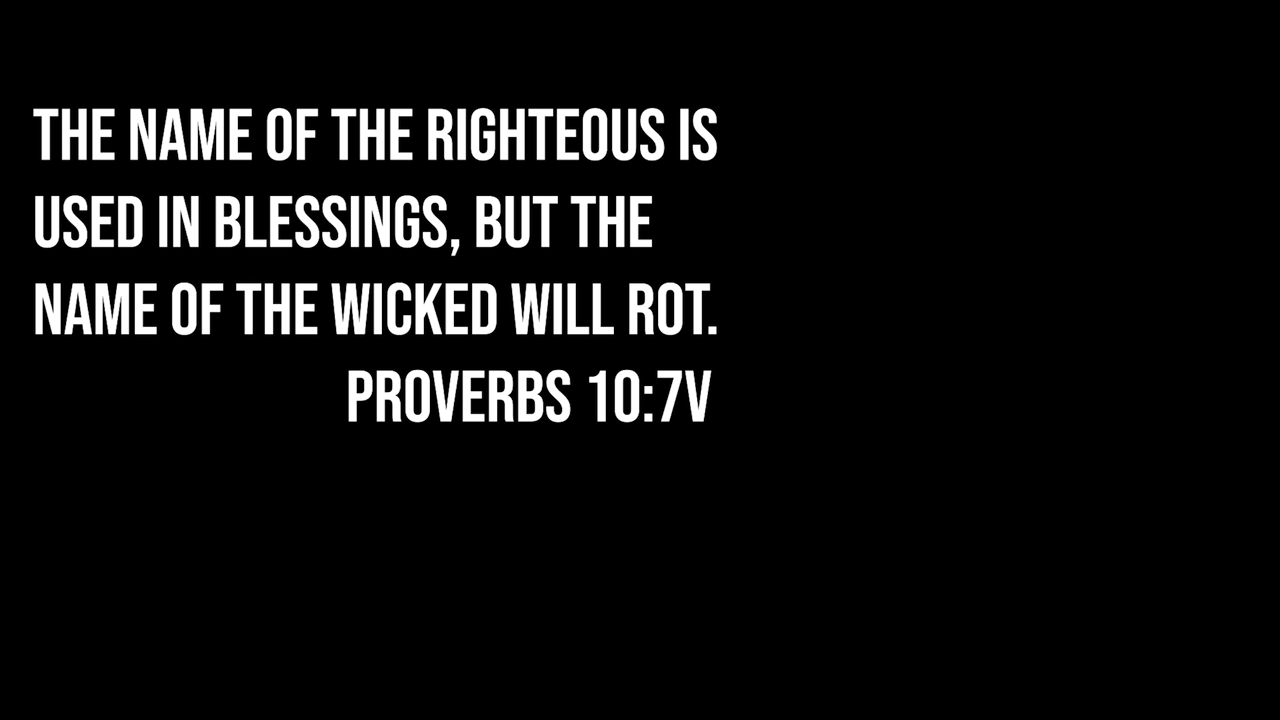 THE NAME OF THE RIGHTEOUS IS
USED IN BLESSINGS, BUT THE
NAME OF THE WICKED WILL ROT.
PROVERBS 10:7V